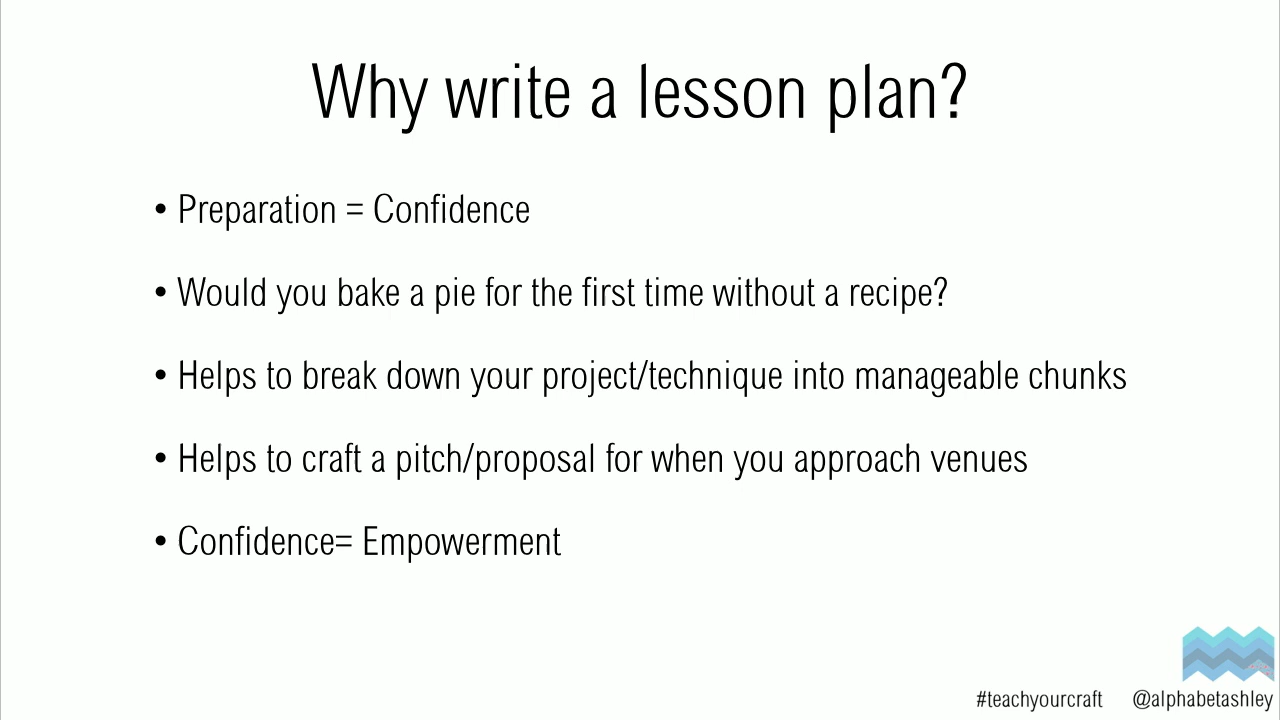 Why write a lesson plan?
• Preparation = Confidence
• Would you bake a pie for the first time without a recipe?
• Helps to break down your project/technique into manageable chunks
• Helps to craft a pitch/proposal for when you approach venues
• Confidence= Empowerment
#teachyourcraft @alphabetashley